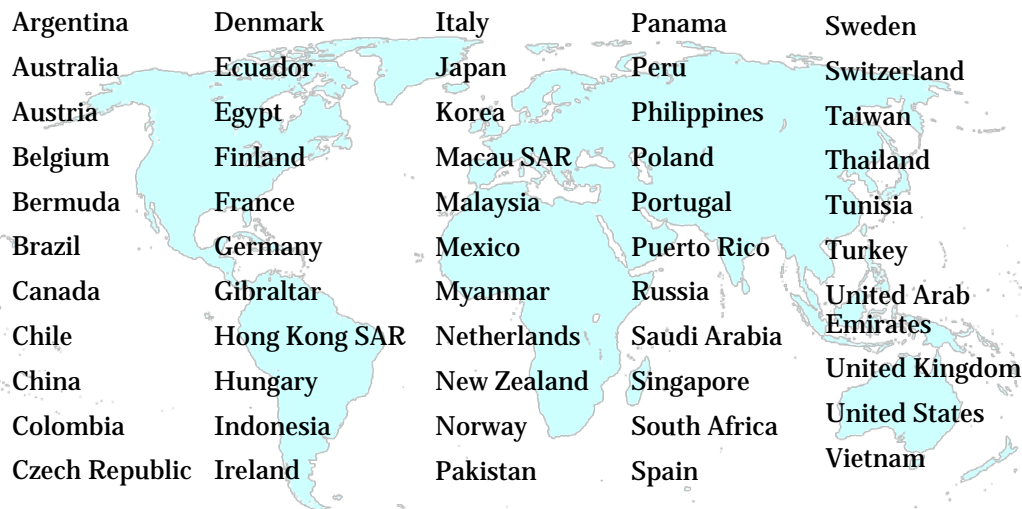 Argentina
Australia
Austria
Belgium
Bermuda
Brazil
Canada
Chile
China
Colombia
Czech Republic
Denmark
Ecuador
Egypt
Finland
France
Germany
Gibraltar
Hong Kong SAR
Hungary
Indonesia
Ireland
Italy
Japan
Korea
Macau SAR
Malaysia
Mexico
Myanmar
Netherlands
New Zealand
Norway
Pakistan
Panama
Peru
Philippines
Poland
Portugal
Puerto Rico
Russia
Saudi Arabia
Singapore
South Africa
Spain
Sweden
Switzerland
Taiwan
Thailand
Tunisia
Turkey
United Arab
Emirates
United Kingdom
United States
Vietnam